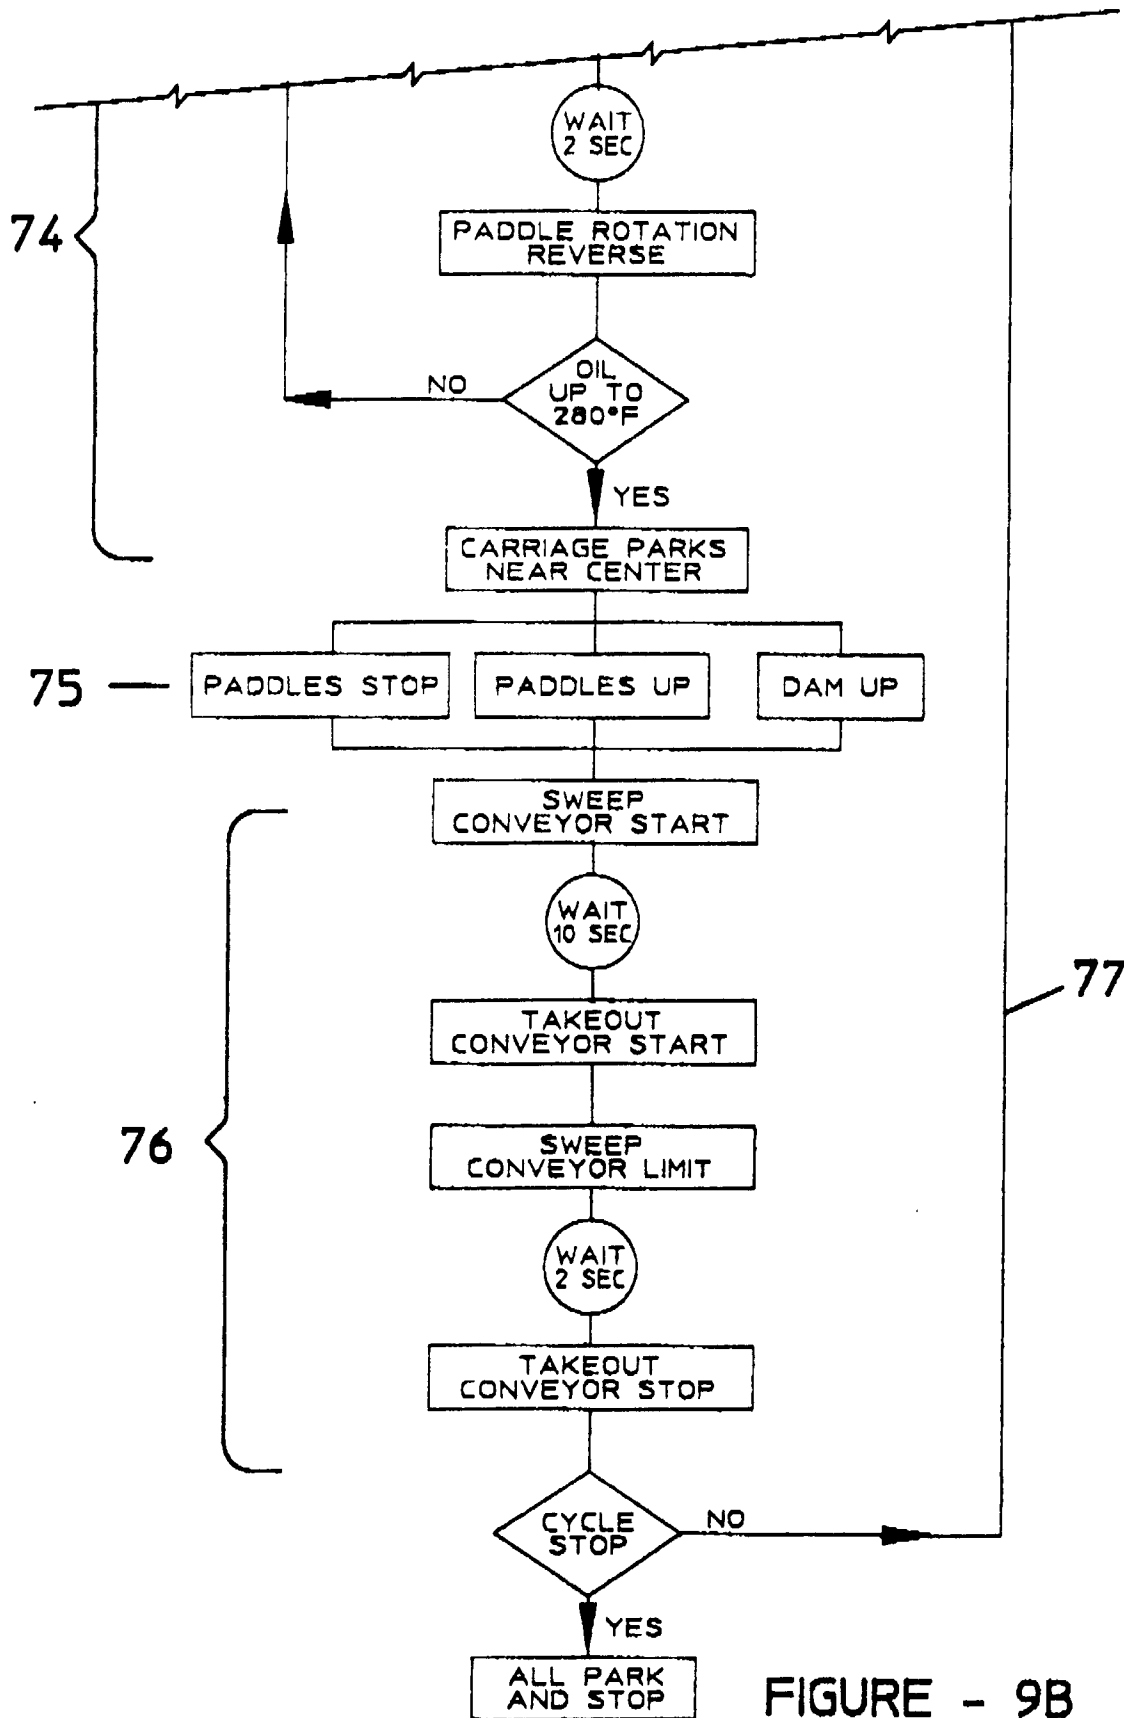 WAIT
2 SEC
74
PADDLE ROTATION
REVERSE
OIL
UP TO
280°F
NO
YES
CARRIAGE PARKS
NEAR CENTER
75
PADDLES STOP
PADDLES UP
DAM UP
SWEEP
CONVEYOR START
WAIT
10 SEC
77
TAKEOUT
CONVEYOR START
76
SWEEP
CONVEYOR LIMIT
WAIT
2 SEC
TAKEOUT
CONVEYOR STOP
CYCLE
STOP
NO
YES
ALL PARK
AND STOP
FIGURE - 9B